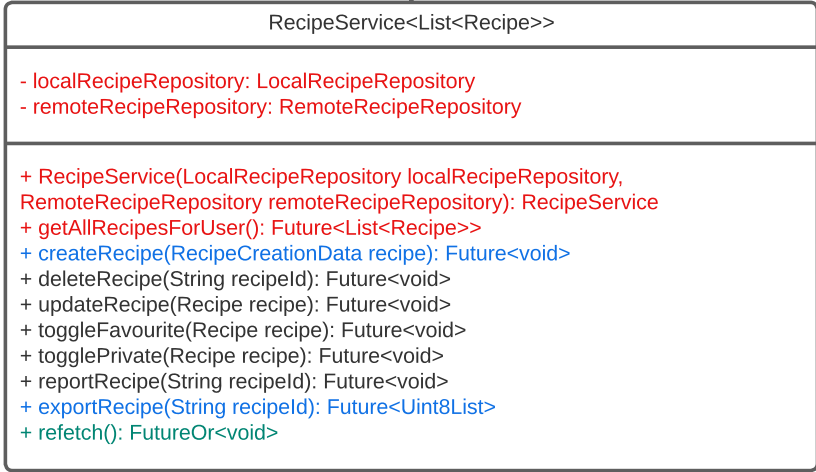 RecipeService<List<Recipe>>
- localRecipeRepository: LocalRecipeRepository
- remoteRecipeRepository: RemoteRecipeRepository
+ RecipeService(LocalRecipeRepository localRecipeRepository,
RemoteRecipeRepository remoteRecipeRepository): RecipeService
+ getAllRecipesForUser(): Future<List<Recipe>>
+ createRecipe(RecipeCreationData recipe): Future<void>
+ deleteRecipe(String recipeId): Future<void>
+ updateRecipe(Recipe recipe): Future<void>
+ toggleFavourite(Recipe recipe): Future<void>
+ togglePrivate(Recipe recipe): Future<void>
+ reportRecipe(String recipeId): Future<void>
+ exportRecipe(String recipeId): Future<Uint8List>
+ refetch(): FutureOr<void>